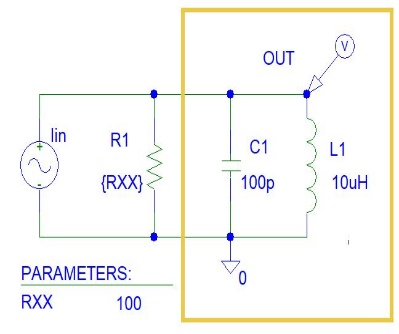 V
OUT
Iin
R1
{RXX}
C1
100p
L1
10uH
0
PARAMETERS:
RXX 100